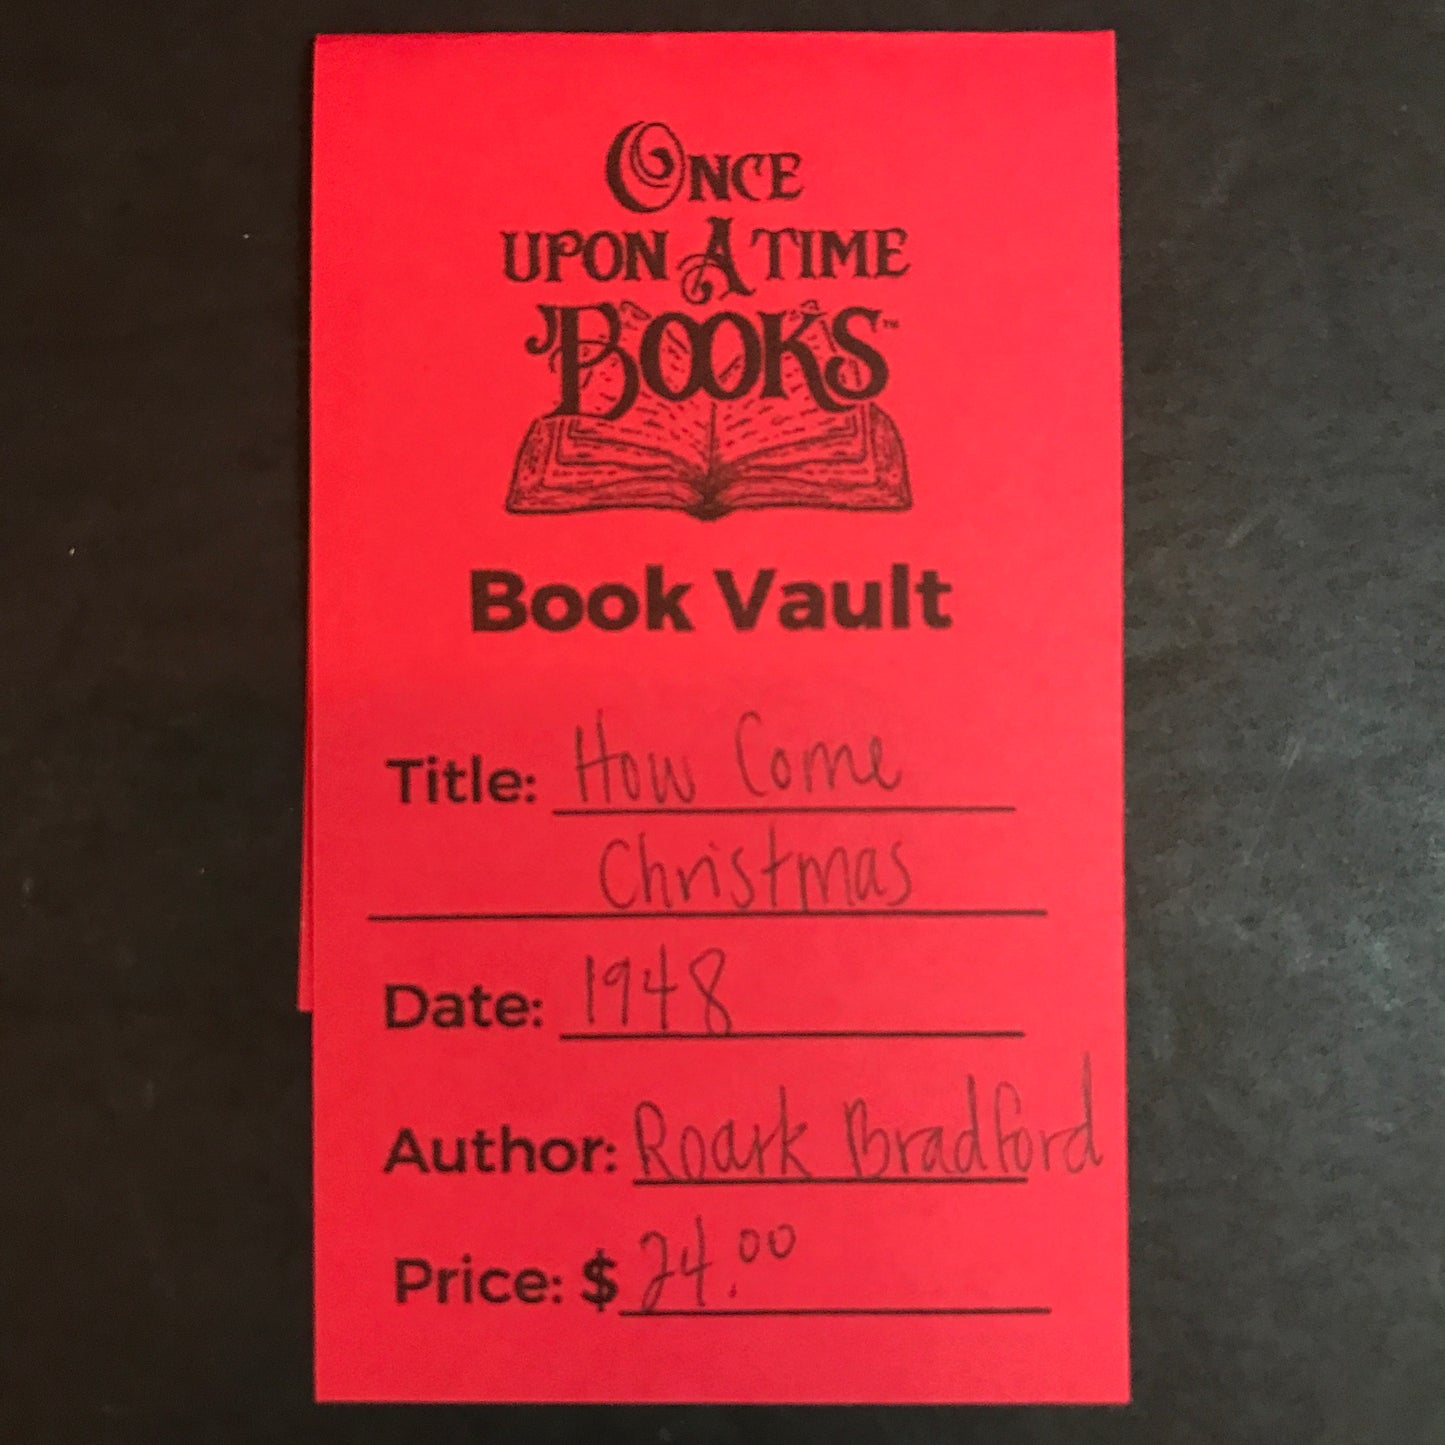 ONCE
UPON A TIME
BOOKS™
Book Vault
Title: How Come
Christmas
Date: 1948
Author: Roark Bradford
Price: $24.00